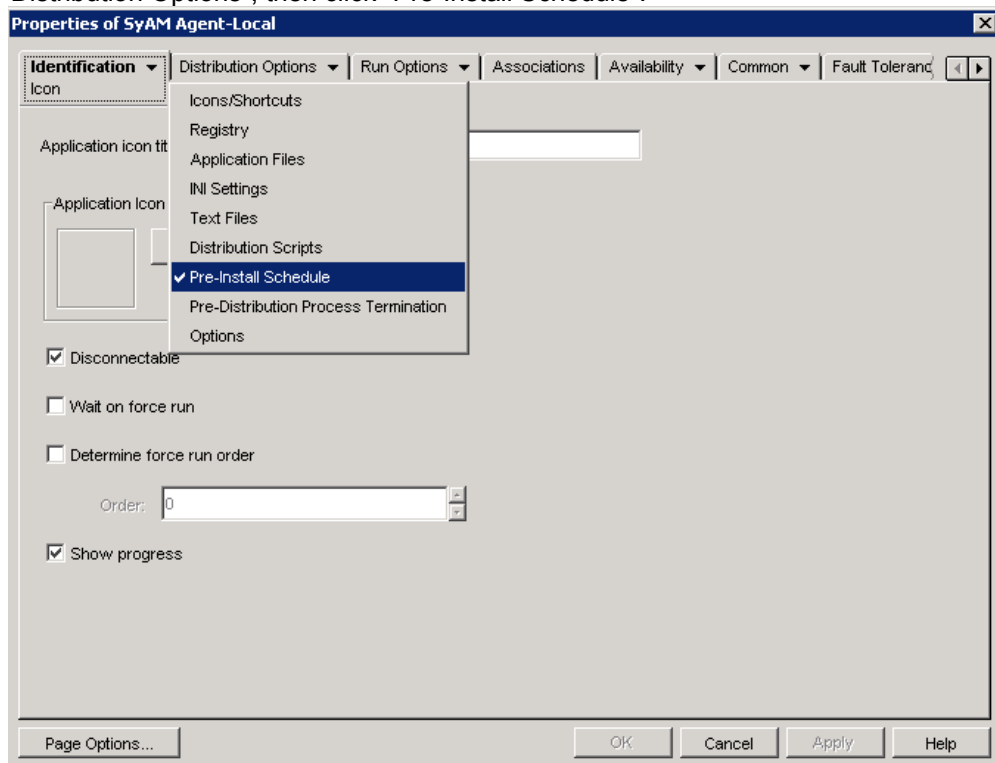 Distribution Options", then click "Pre-Install Schedule".
Properties of SyAM Agent-Local
Identification Distribution Options Run Options Associations Availability Common Fault
Icon
Icons/Shortcuts
Registry
Application icon
Application Files
INI Settings
Application Icon
Text Files
Distribution Scripts
Pre-Install Schedule
Pre-Distribution Process Termination
Options
Disconnectable
Wait on force run
Determine force run order
Order: 0
Show progress
Page Options... OK Cancel Apply Help